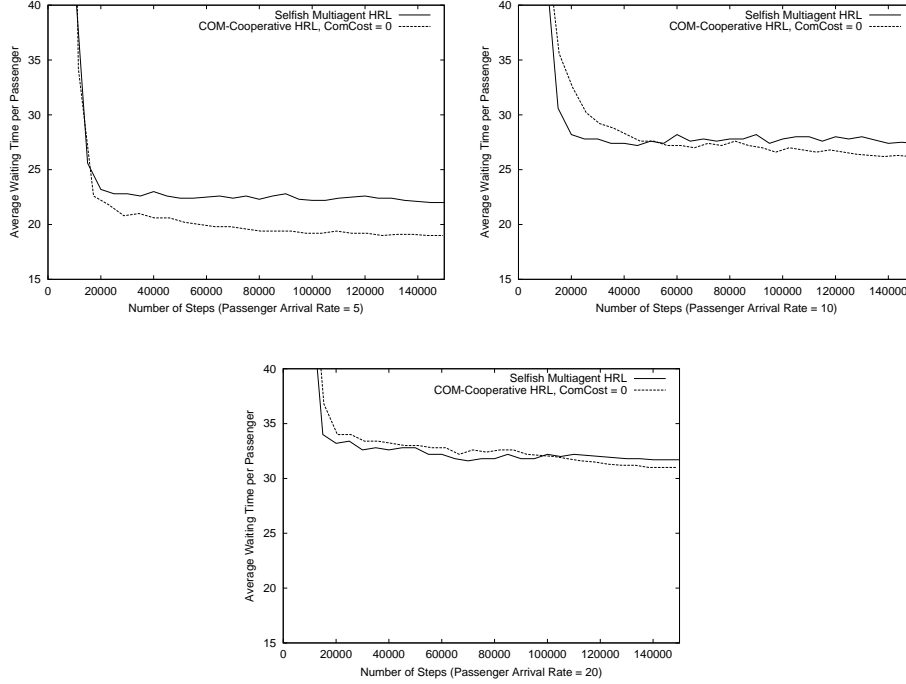 Selfish Multiagent HRL
COM-Cooperative HRL, ComCost = 0
Average Waiting Time per Passenger
40
35
30
25
20
15
0 20000 40000 60000 80000 100000 120000 140000
Number of Steps (Passenger Arrival Rate = 5)
Selfish Multiagent HRL
COM-Cooperative HRL, ComCost = 0
Average Waiting Time per Passenger
40
35
30
25
20
15
0 20000 40000 60000 80000 100000 120000 140000
Number of Steps (Passenger Arrival Rate = 10)
Selfish Multiagent HRL
COM-Cooperative HRL, ComCost = 0
Average Waiting Time per Passenger
40
35
30
25
20
15
0 20000 40000 60000 80000 100000 120000 140000
Number of Steps (Passenger Arrival Rate = 20)